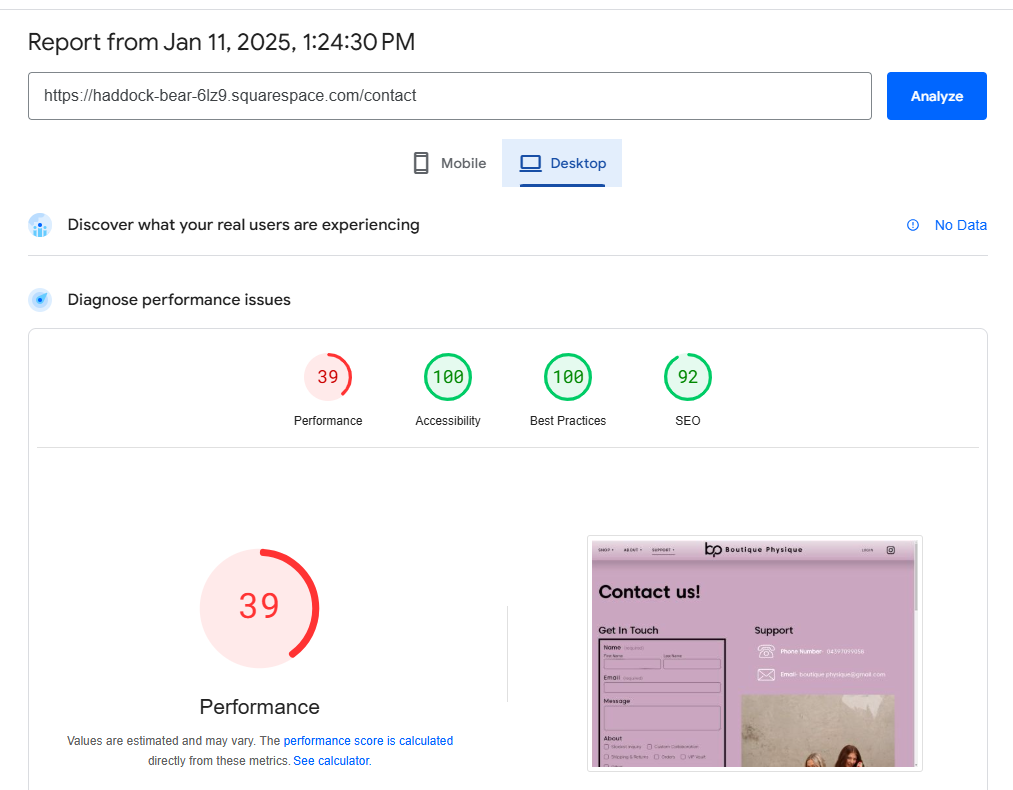 Report from Jan 11, 2025, 1:24:30 PM
https://haddock-bear-6lz9.squarespace.com/contact
Analyze
Mobile
Desktop
Discover what your real users are experiencing
No Data
Diagnose performance issues
39
100
100
92
Performance
Accessibility
Best Practices
SEO
39
Performance
Values are estimated and may vary. The performance score is calculated
directly from these metrics. See calculator.
SHOP
ABOUT
SUPPORT
bp Boutique Physique
LOGIN
Contact us!
Get In Touch
Name (required)
First Name
Last Name
Email (required)
Message
About
General Inquiry
Custom Collaboration
Shipping & Returns
Orders
VIP Vault
Support
Phone Number:
Email: boutique.physique@gmail.com